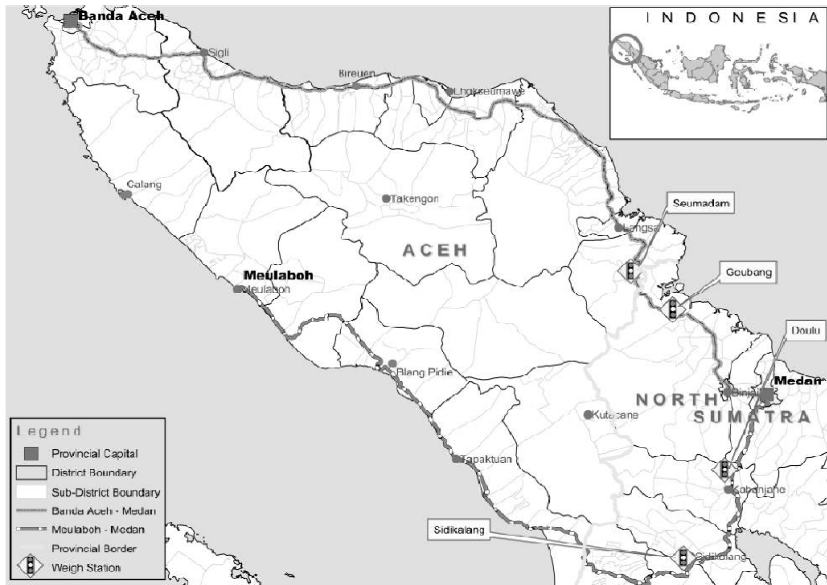 Banda Aceh
INDONESIA
Sigli
Bireuen
Lhokseumawe
Calang
Takengon
Seumadam
Langsa
ACEH
Meulaboh
Meulaboh
Goubang
Doulu
Blang Pidie
Medan
Binjai
NORTH
SUMATRA
Kutacane
Legend
Provincial Capital
District Boundary
Sub-District Boundary
Banda Aceh - Medan
Meulaboh - Medan
Provincial Border
Weigh Station
Tapaktuan
Kabanjahe
Sidikalang
Sidikalang